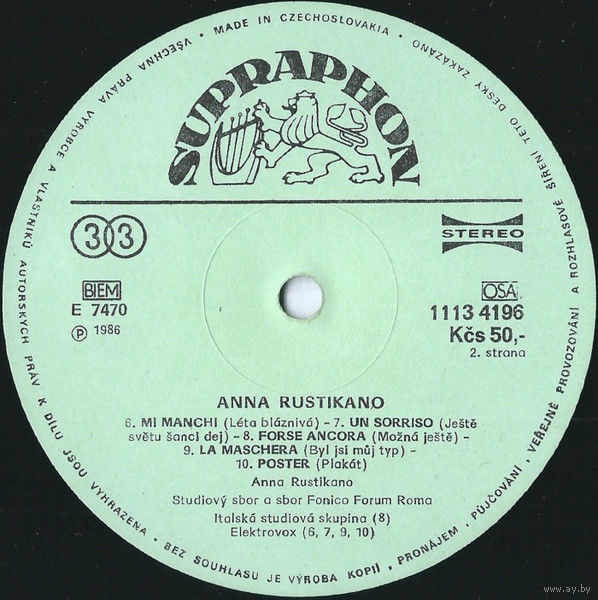 VŠECHNA PRÁVA VÝROBCE A VLASTNÍKŮ AUTORSKÝCH PRÁV K DÍLU JSOU VYHRAZENA • BEZ SOUHLASU JE VÝROBA KOPIÍ, PRONÁJEM, PŮJČOVÁNÍ, VEŘEJNÉ PROVOZOVÁNÍ A ROZHLASOVÉ ŠÍŘENÍ TÉTO DESKY ZAKÁZÁNO • MADE IN CZECHOSLOVAKIA •
SUPRAPHON
33
STEREO
BIEM
OSA
E 7470
1113 4196
Ⓟ 1986
Kčs 50,-
2. strana
ANNA RUSTIKANO
6. MI MANCHI (Léta bláznivá) – 7. UN SORRISO (Ještě
světu šanci dej) – 8. FORSE ANCORA (Možná ještě) –
9. LA MASCHERA (Byl jsi můj typ) –
10. POSTER (Plakát)
Anna Rustikano
Studiový sbor a sbor Fonico Forum Roma
Italská studiová skupina (8)
Elektrovox (6, 7, 9, 10)
www.ay.by